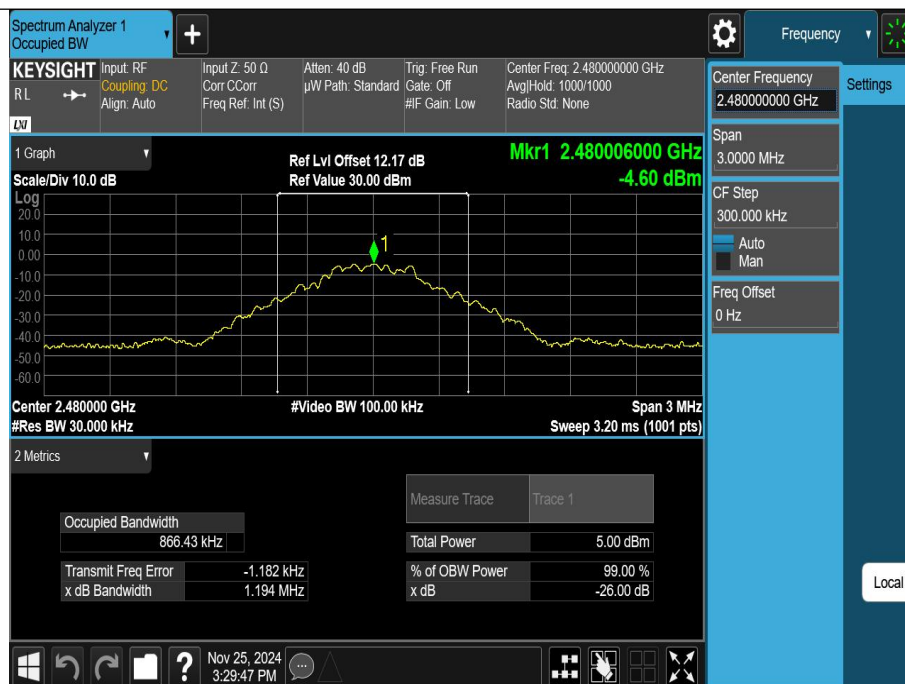 Spectrum Analyzer 1
Occupied BW
Frequency
KEYSIGHT
RL
LXI
Input: RF
Coupling: DC
Align: Auto
Input Z: 50 Ω
Corr CCorr
Freq Ref: Int (S)
Atten: 40 dB
µW Path: Standard
Trig: Free Run
Gate: Off
#IF Gain: Low
Center Freq: 2.480000000 GHz
Avg|Hold: 1000/1000
Radio Std: None
Center Frequency
2.480000000 GHz
Settings
Span
3.0000 MHz
CF Step
300.000 kHz
Auto
Man
Freq Offset
0 Hz
Local
1 Graph
Scale/Div 10.0 dB
Ref Lvl Offset 12.17 dB
Ref Value 30.00 dBm
Mkr1 2.480006000 GHz
-4.60 dBm
Log
20.0
10.0
0.00
-10.0
-20.0
-30.0
-40.0
-50.0
-60.0
1
Center 2.480000 GHz
#Res BW 30.000 kHz
#Video BW 100.00 kHz
Span 3 MHz
Sweep 3.20 ms (1001 pts)
2 Metrics
Measure Trace
Trace 1
Occupied Bandwidth
866.43 kHz
Total Power
5.00 dBm
Transmit Freq Error
-1.182 kHz
% of OBW Power
99.00 %
x dB Bandwidth
1.194 MHz
x dB
-26.00 dB
Nov 25, 2024
3:29:47 PM